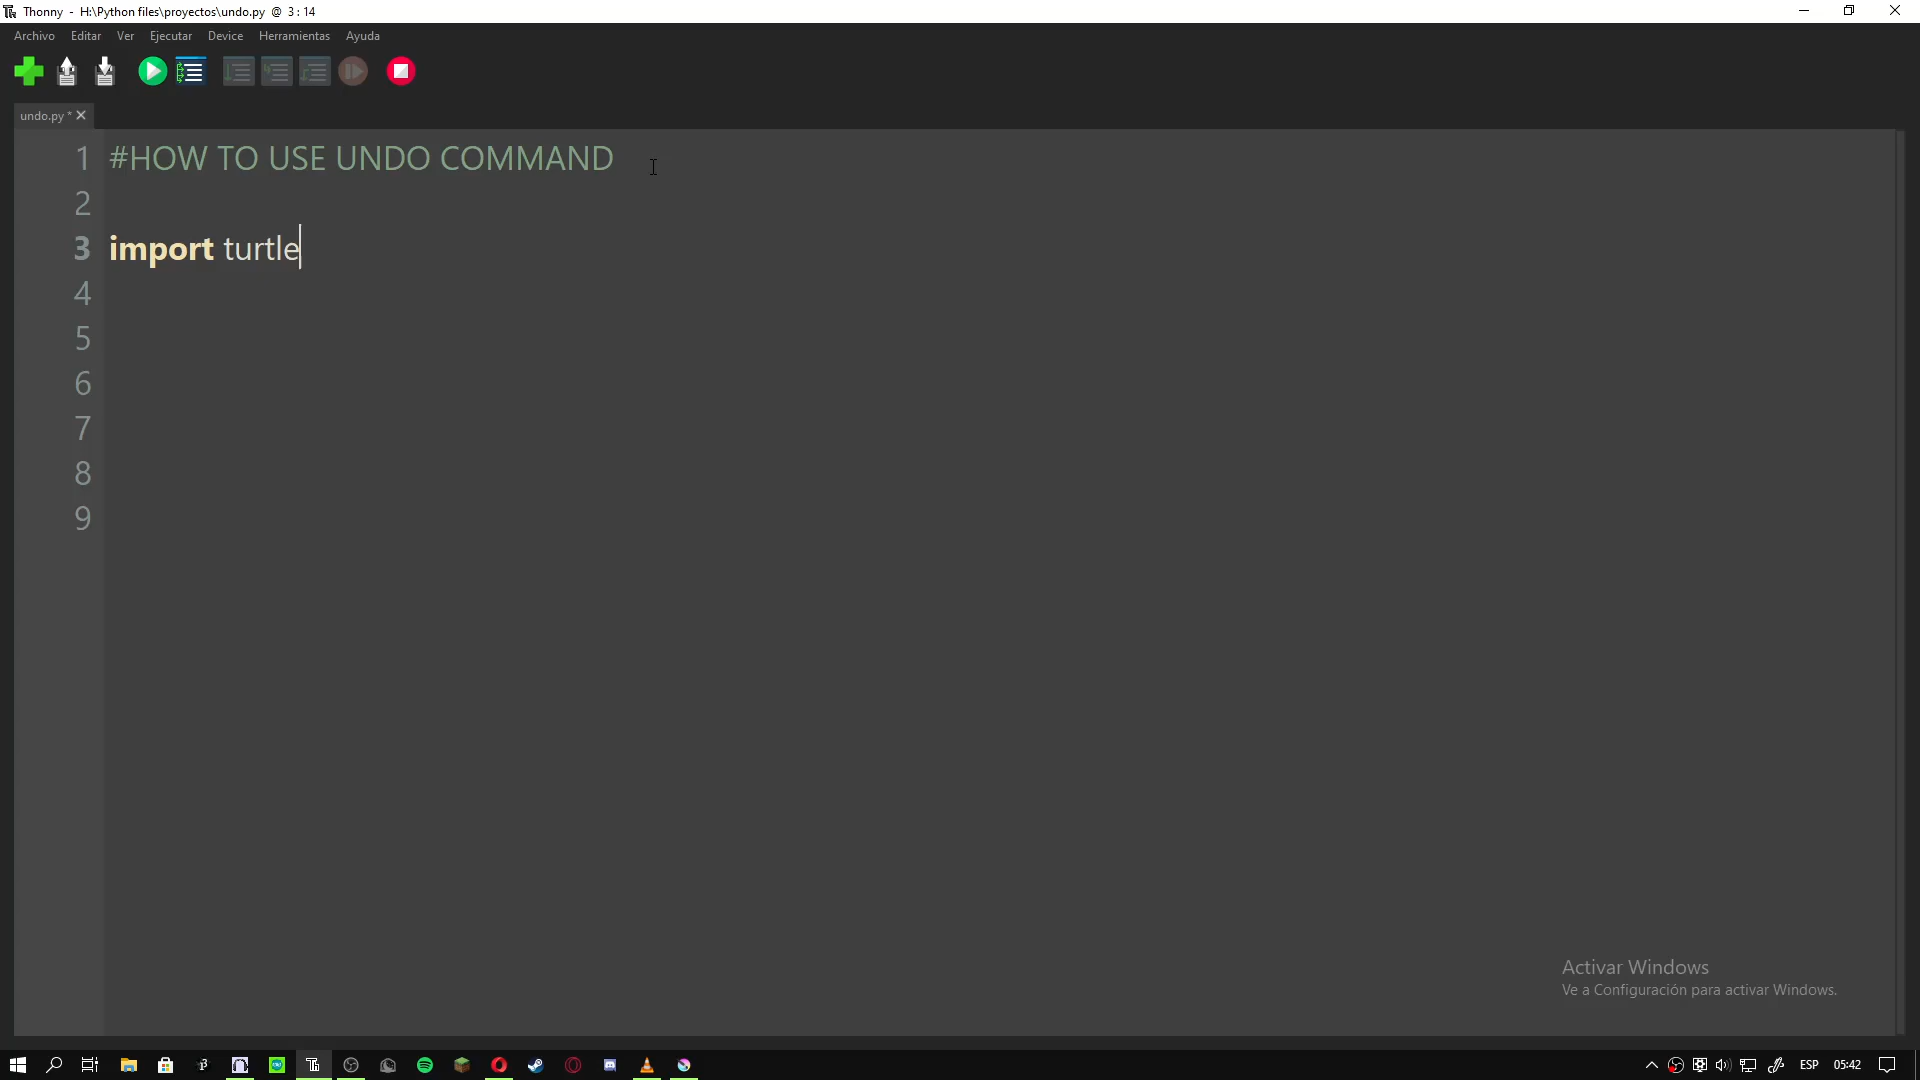 Thonny - H:\Python files\proyectos\undo.py @ 3 : 14
Archivo Editar Ver Ejecutar Device Herramientas Ayuda
undo.py *
1 #HOW TO USE UNDO COMMAND
2
3 import turtle
4
5
6
7
8
9
Activar Windows
Ve a Configuración para activar Windows.
ESP 05:42